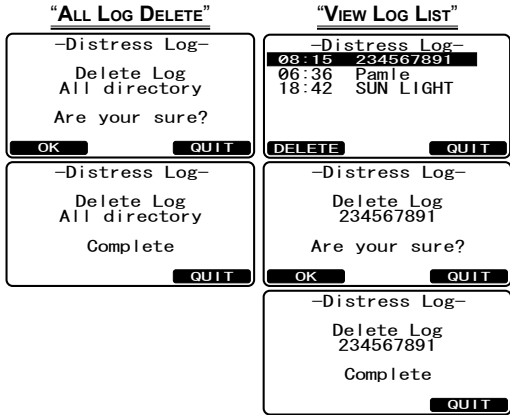 “ALL LOG DELETE”
—Distress Log—
Delete Log
All directory
Are your sure?
OK QUIT
—Distress Log—
Delete Log
All directory
Complete
QUIT
“VIEW LOG LIST”
—Distress Log—
08:15 234567891
06:36 Pamle
18:42 SUN LIGHT
DELETE QUIT
—Distress Log—
Delete Log
234567891
Are your sure?
OK QUIT
—Distress Log—
Delete Log
234567891
Complete
QUIT